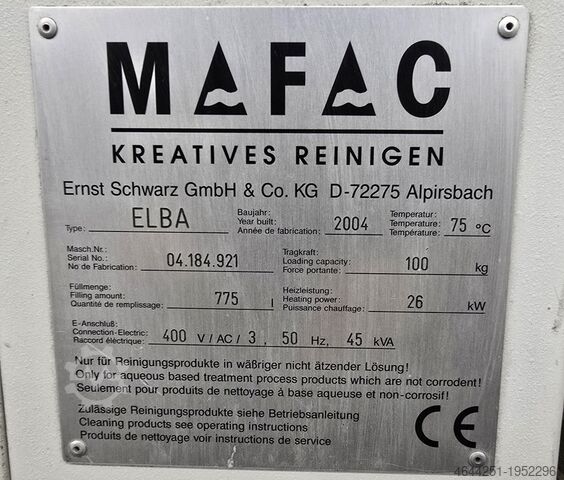 MAFAC
KREATIVES REINIGEN
Ernst Schwarz GmbH & Co. KG D-72275 Alpirsbach
Type: ELBA Baujahr: Year built: Année de fabrication: 2004 Temperatur: Temperature: Température: 75 °C
Masch.Nr.: Serial No.: No de Fabrication: 04.184.921 Tragkraft: Loading capacity: Force portante: 100 kg
Füllmenge: Filling amount: Quantité de remplissage: 775 l Heizleistung: Heating power: Puissance chauffage: 26 kW
E-Anschluß: Connection-Electric: Raccord éléctrique: 400 V / AC / 3, 50 Hz, 45 kVA
Nur für Reinigungsprodukte in wäßriger nicht ätzender Lösung!
Only for aqueous based treatment process products which are not corrodent!
Seulement pour produits de nettoyage à base aqueuse et non-corrosif!
Zulässige Reinigungsprodukte siehe Betriebsanleitung
Cleaning products see operating instructions
Produits de nettoyage voir instructions de service
CE
4644251-1952296